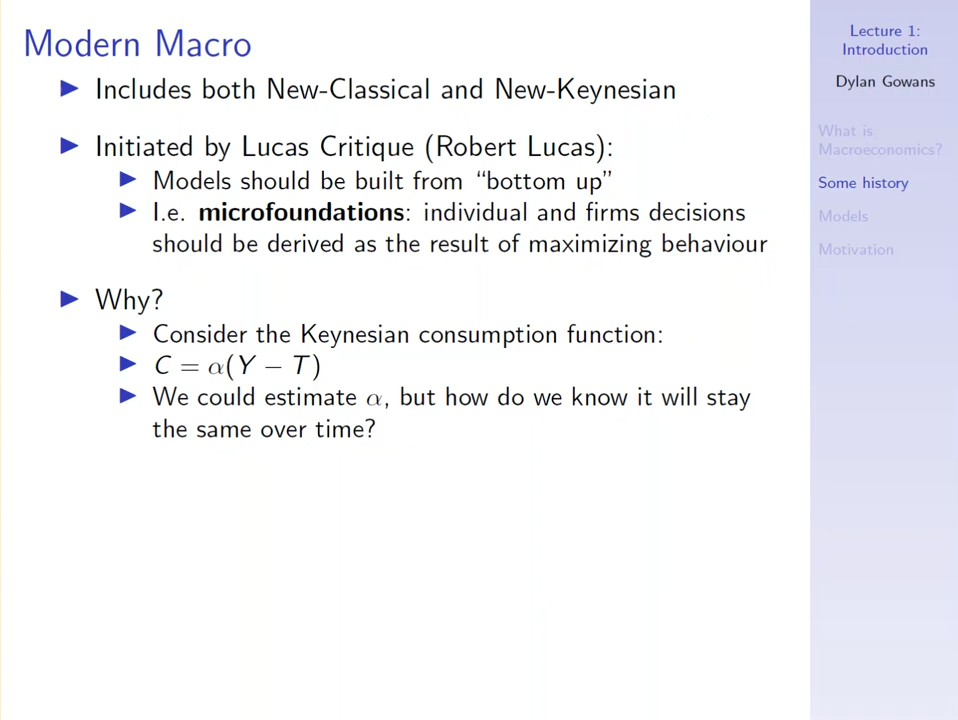 Modern Macro
▶ Includes both New-Classical and New-Keynesian
▶ Initiated by Lucas Critique (Robert Lucas):
▶ Models should be built from “bottom up”
▶ I.e. microfoundations: individual and firms decisions
should be derived as the result of maximizing behaviour
▶ Why?
▶ Consider the Keynesian consumption function:
▶ C = α(Y − T)
▶ We could estimate α, but how do we know it will stay
the same over time?
Lecture 1:
Introduction
Dylan Gowans
What is
Macroeconomics?
Some history
Models
Motivation